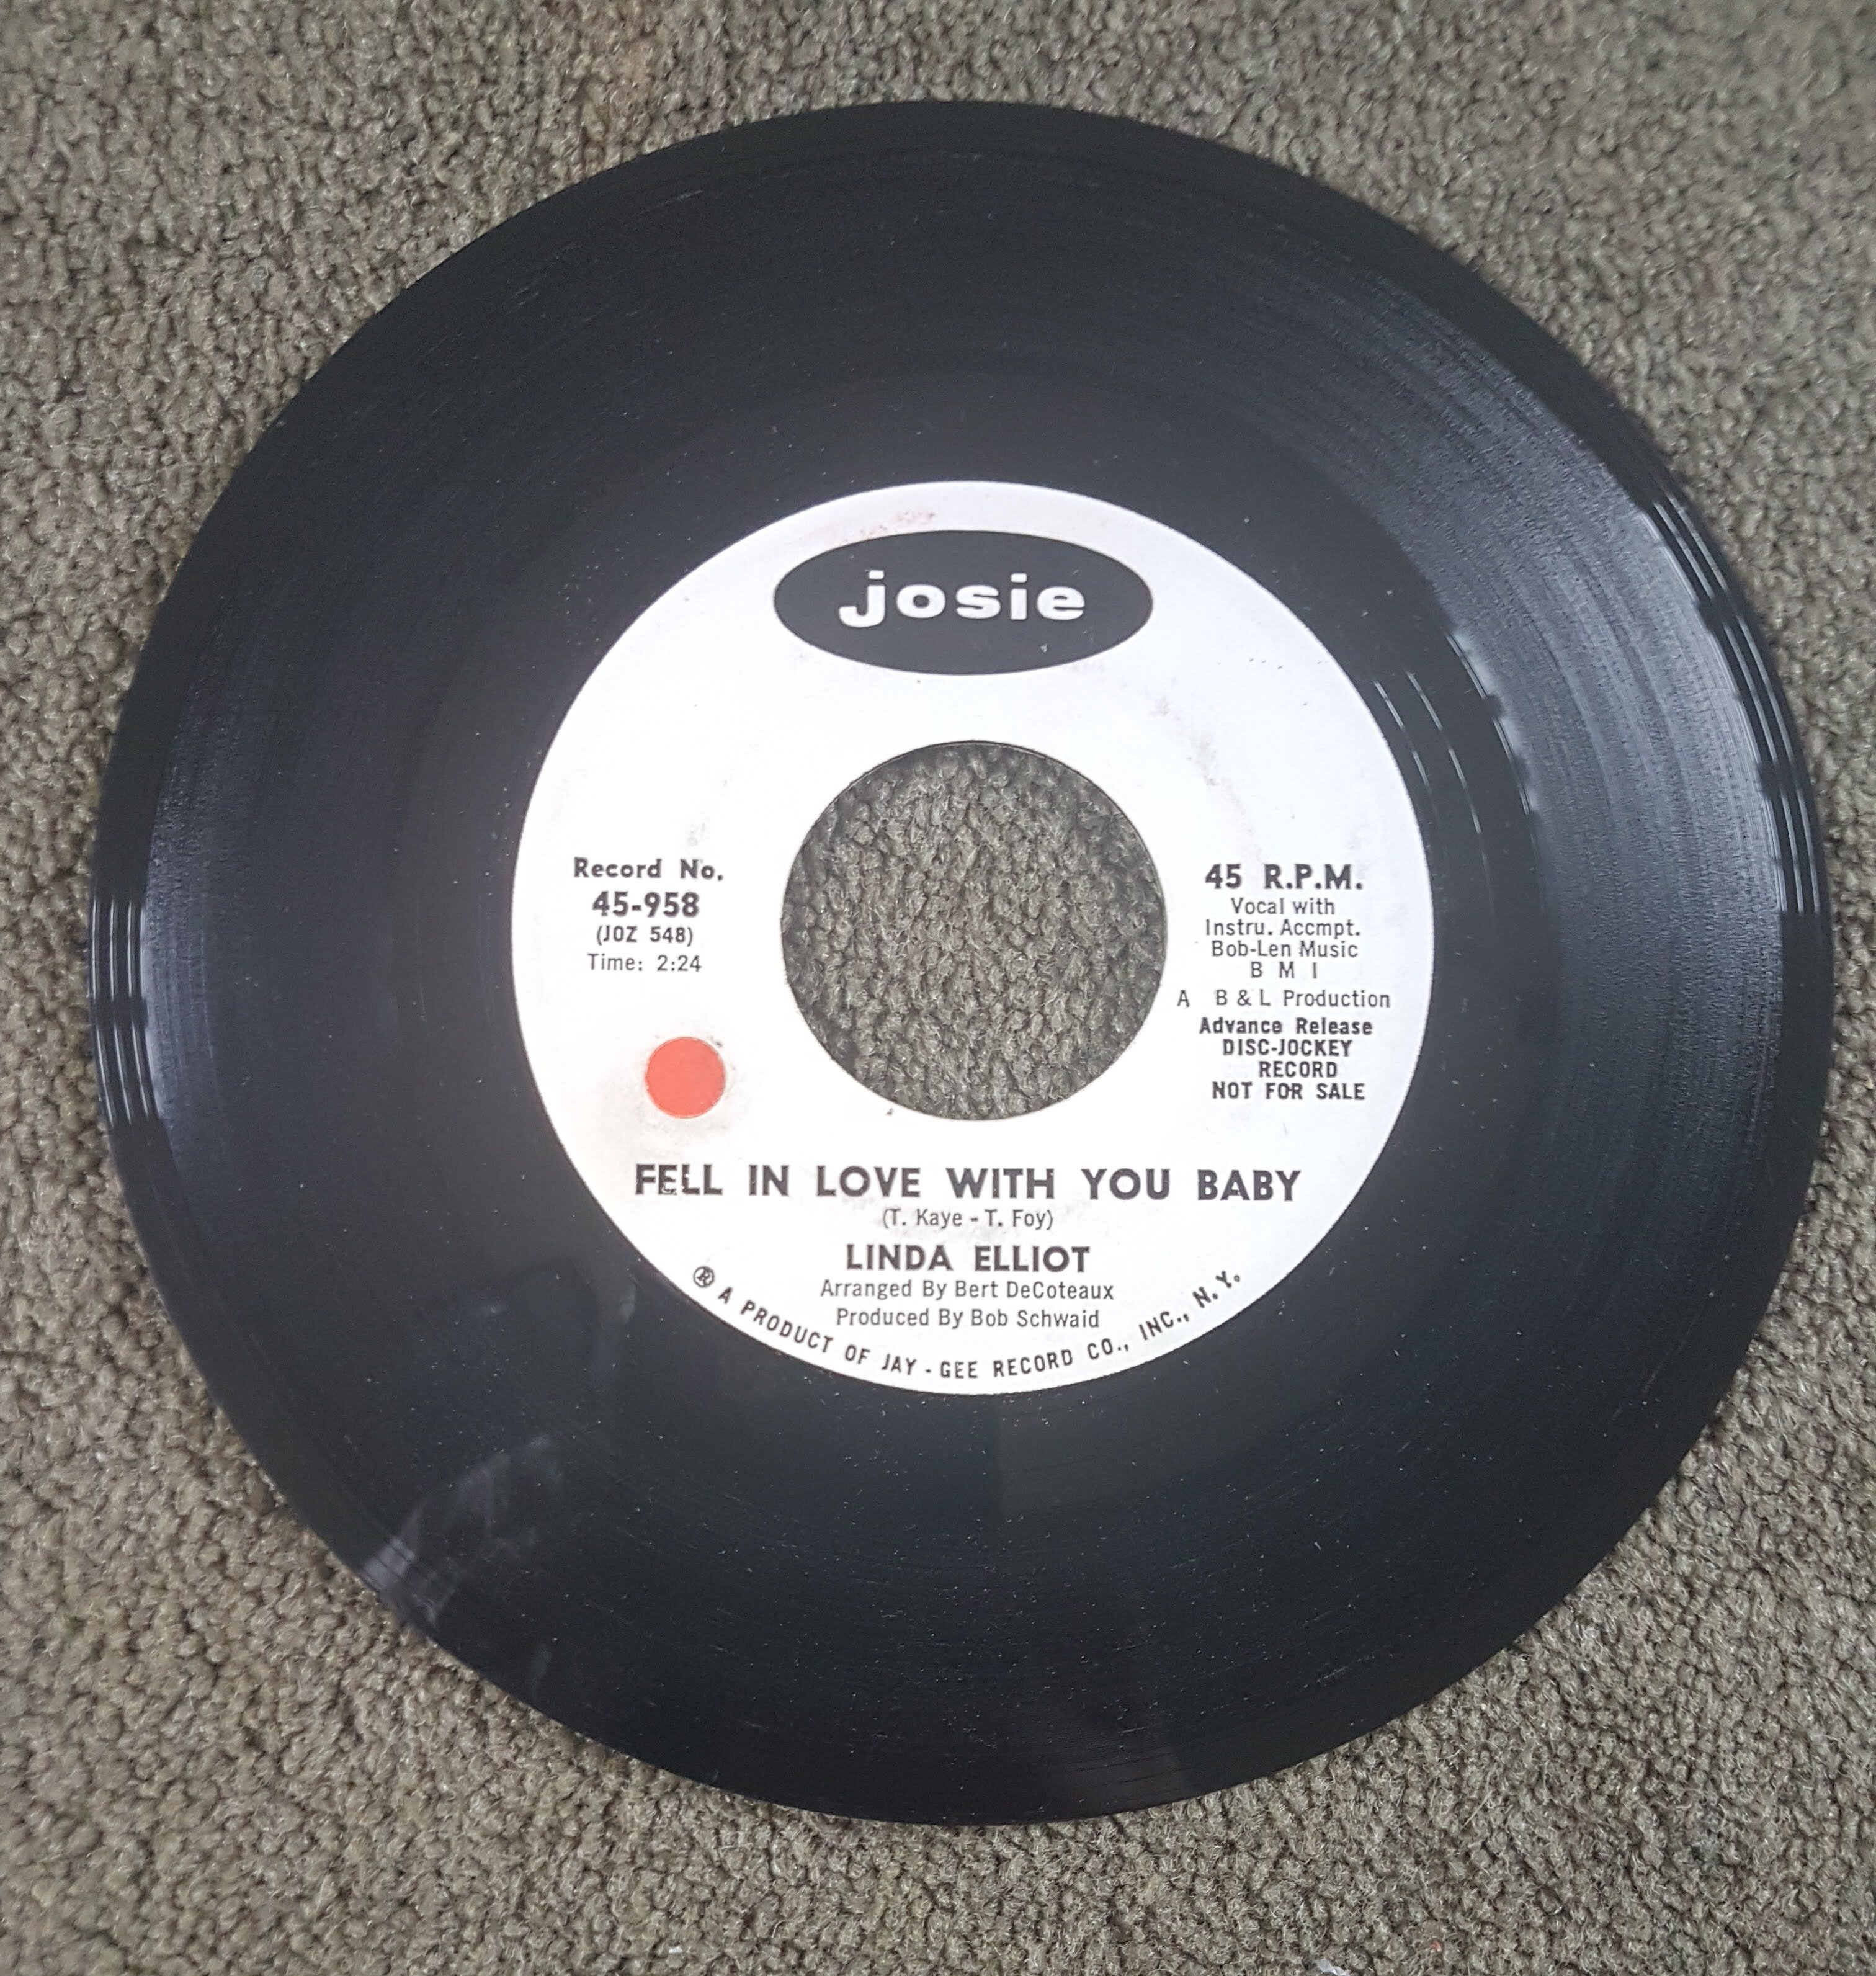 josie
Record No.
45-958
(JOZ 548)
Time: 2:24
45 R.P.M.
Vocal with
Instru. Accmpt.
Bob-Len Music
B M I
A B & L Production
Advance Release
DISC-JOCKEY
RECORD
NOT FOR SALE
FELL IN LOVE WITH YOU BABY
(T. Kaye - T. Foy)
LINDA ELLIOT
Arranged By Bert DeCoteaux
Produced By Bob Schwaid
® A PRODUCT OF JAY-GEE RECORD CO., INC., N.Y.